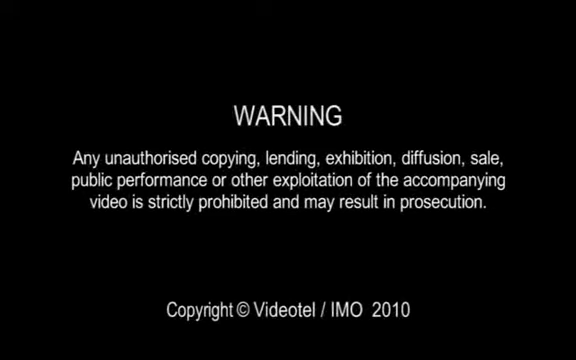 WARNING
Any unauthorised copying, lending, exhibition, diffusion, sale,
public performance or other exploitation of the accompanying
video is strictly prohibited and may result in prosecution.
Copyright © Videotel / IMO 2010